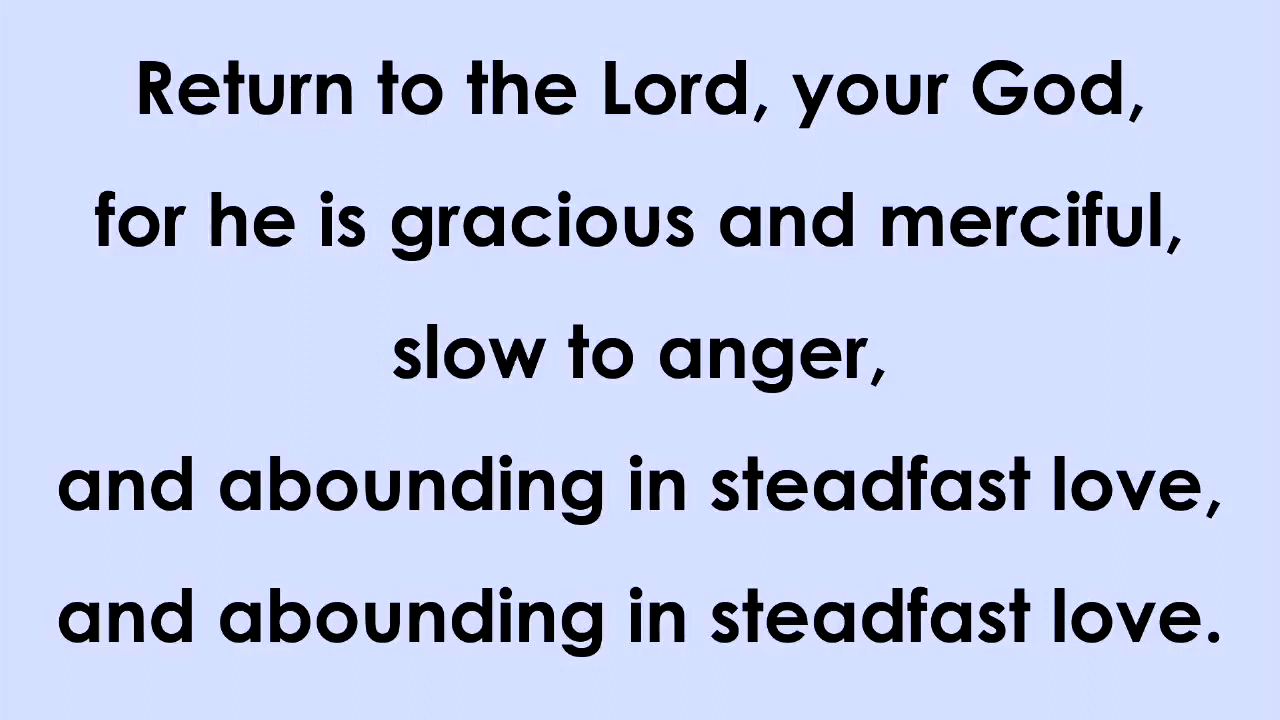 Return to the Lord, your God,
for he is gracious and merciful,
slow to anger,
and abounding in steadfast love,
and abounding in steadfast love.